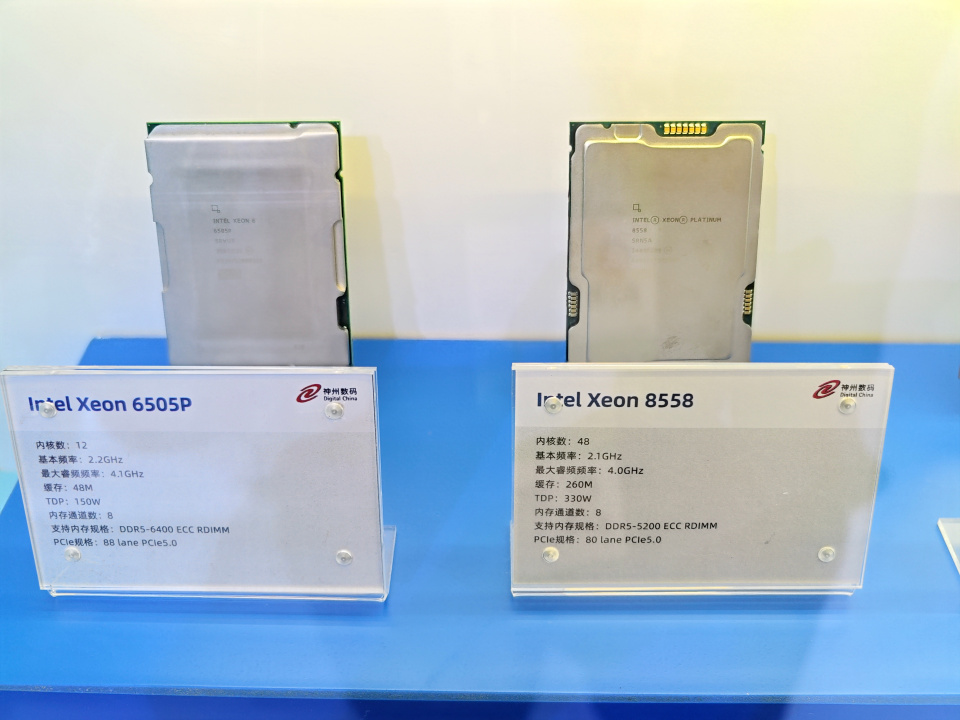 INTEL XEON 6
6505P
INTEL Ⓡ XEON Ⓡ PLATINUM
8558
Intel Xeon 6505P
神州数码
Digital China
内核数：12
基本频率：2.2GHz
最大睿频频率：4.1GHz
缓存：48M
TDP：150W
内存通道数：8
支持内存规格：DDR5-6400 ECC RDIMM
PCIe规格：88 lane PCIe5.0
Intel Xeon 8558
神州数码
Digital China
内核数：48
基本频率：2.1GHz
最大睿频频率：4.0GHz
缓存：260M
TDP：330W
内存通道数：8
支持内存规格：DDR5-5200 ECC RDIMM
PCIe规格：80 lane PCIe5.0